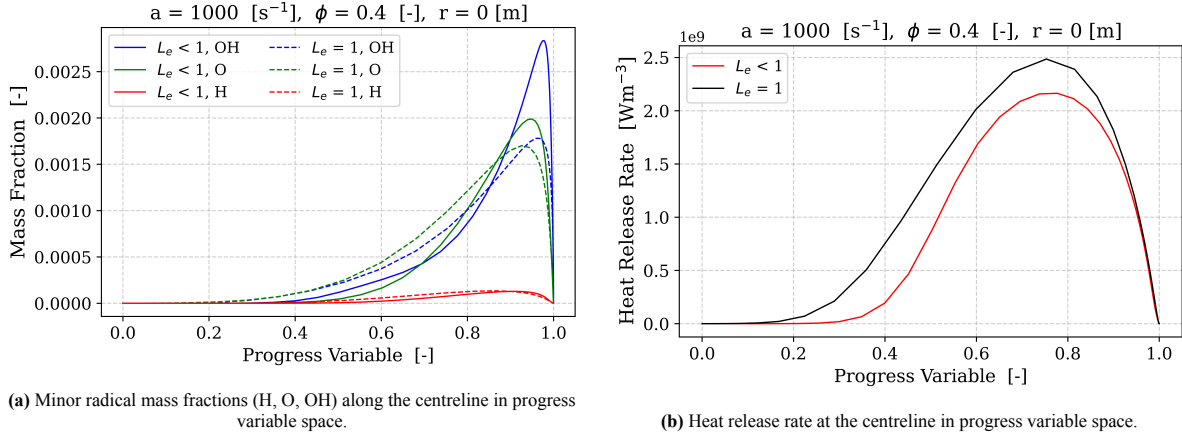 a = 1000 [s⁻¹], ϕ = 0.4 [-], r = 0 [m]
Mass Fraction [-]
0.0025
0.0020
0.0015
0.0010
0.0005
0.0000
Lₑ < 1, OH
Lₑ < 1, O
Lₑ < 1, H
Lₑ = 1, OH
Lₑ = 1, O
Lₑ = 1, H
0.0 0.2 0.4 0.6 0.8 1.0
Progress Variable [-]
(a) Minor radical mass fractions (H, O, OH) along the centreline in progress
variable space.
a = 1000 [s⁻¹], ϕ = 0.4 [-], r = 0 [m]
1e9
Heat Release Rate [Wm⁻³]
2.5
2.0
1.5
1.0
0.5
0.0
Lₑ < 1
Lₑ = 1
0.0 0.2 0.4 0.6 0.8 1.0
Progress Variable [-]
(b) Heat release rate at the centreline in progress variable space.